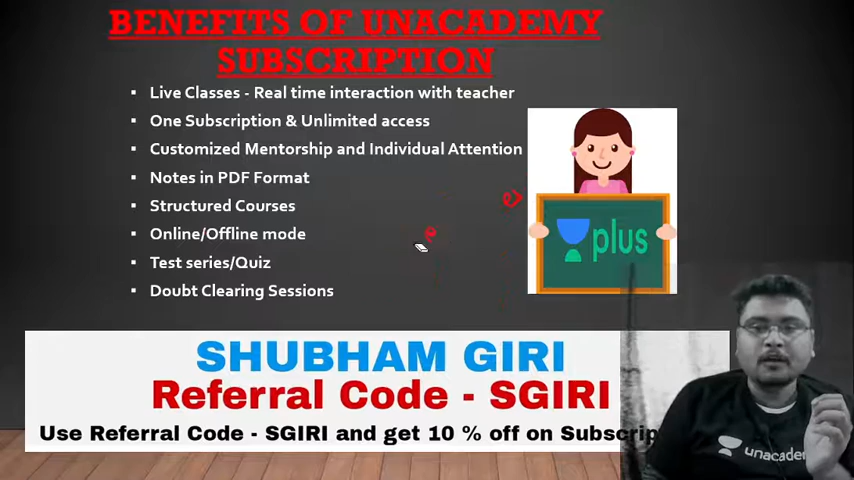 BENEFITS OF UNACADEMY
SUBSCRIPTION
Live Classes - Real time interaction with teacher
One Subscription & Unlimited access
Customized Mentorship and Individual Attention
Notes in PDF Format
Structured Courses
Online/Offline mode
Test series/Quiz
Doubt Clearing Sessions
plus
SHUBHAM GIRI
Referral Code - SGIRI
Use Referral Code - SGIRI and get 10 % off on Subscrip
unacadem